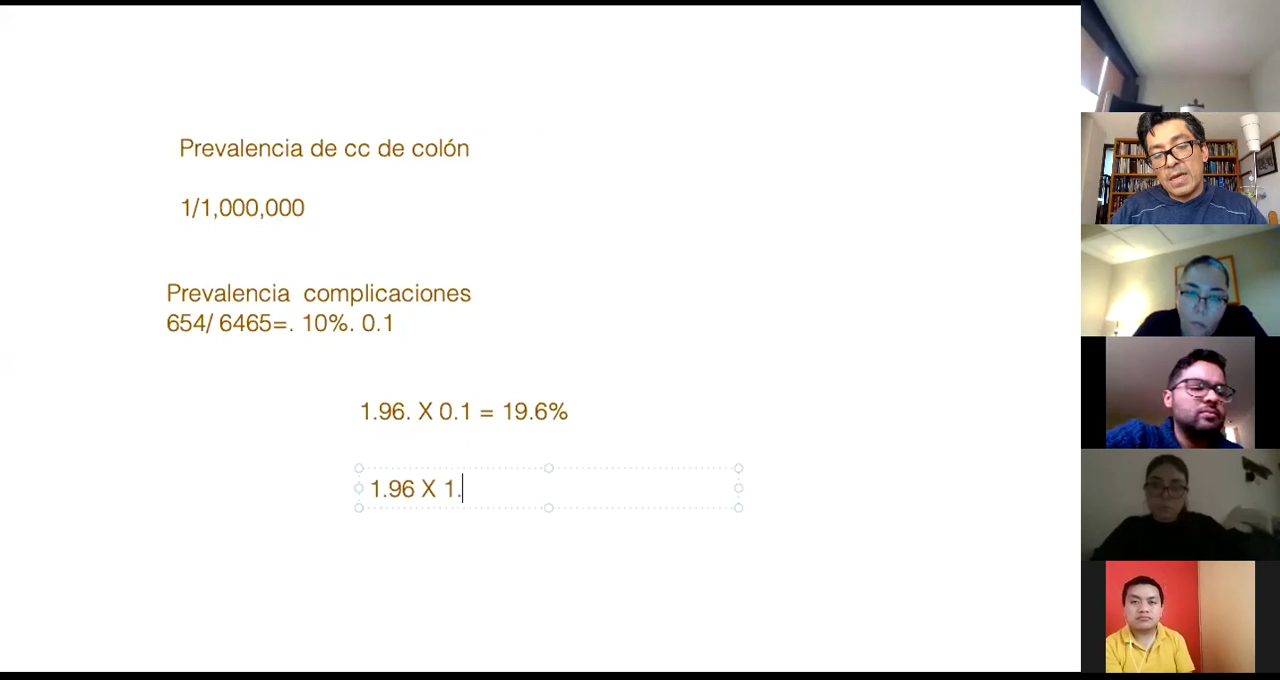 Prevalencia de cc de colón
1/1,000,000
Prevalencia  complicaciones
654/ 6465=. 10%. 0.1
1.96. X 0.1 = 19.6%
1.96 X 1.